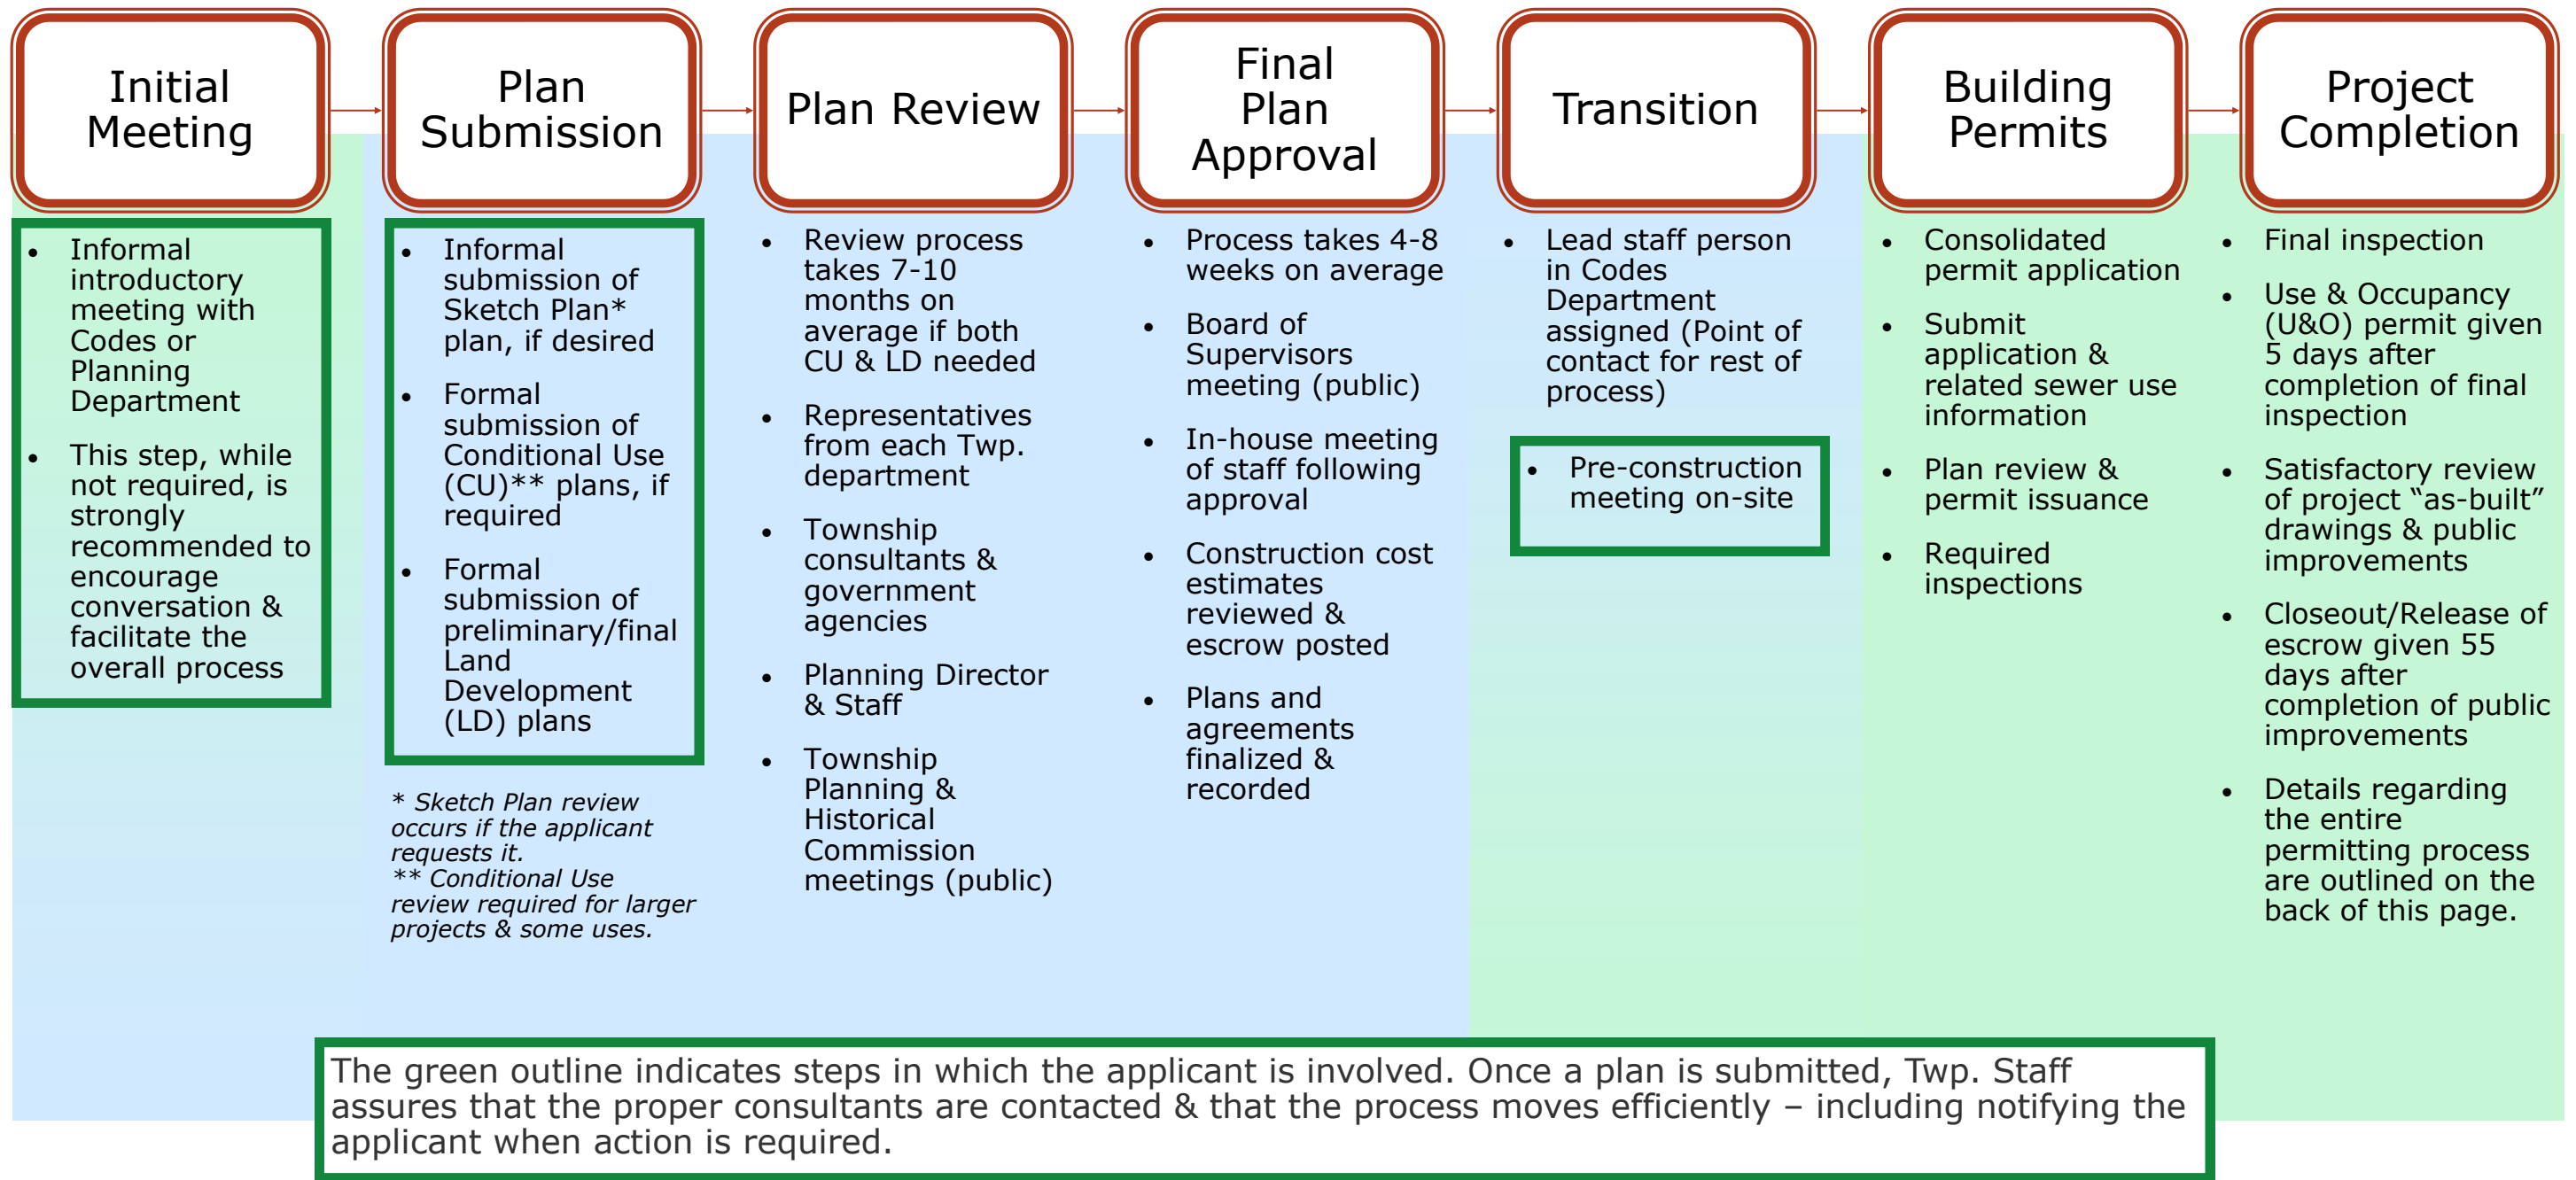 Initial
Meeting
Plan
Submission
Plan Review
Final
Plan
Approval
Transition
Building
Permits
Project
Completion
• Informal
introductory
meeting with
Codes or
Planning
Department
• This step, while
not required, is
strongly
recommended to
encourage
conversation &
facilitate the
overall process
• Informal
submission of
Sketch Plan*
plan, if desired
• Formal
submission of
Conditional Use
(CU)** plans, if
required
• Formal
submission of
preliminary/final
Land
Development
(LD) plans
* Sketch Plan review
occurs if the applicant
requests it.
** Conditional Use
review required for larger
projects & some uses.
• Review process
takes 7-10
months on
average if both
CU & LD needed
• Representatives
from each Twp.
department
• Township
consultants &
government
agencies
• Planning Director
& Staff
• Township
Planning &
Historical
Commission
meetings (public)
• Process takes 4-8
weeks on average
• Board of
Supervisors
meeting (public)
• In-house meeting
of staff following
approval
• Construction cost
estimates
reviewed &
escrow posted
• Plans and
agreements
finalized &
recorded
• Lead staff person
in Codes
Department
assigned (Point of
contact for rest of
process)
• Pre-construction
meeting on-site
• Consolidated
permit application
• Submit
application &
related sewer use
information
• Plan review &
permit issuance
• Required
inspections
• Final inspection
• Use & Occupancy
(U&O) permit given
5 days after
completion of final
inspection
• Satisfactory review
of project “as-built”
drawings & public
improvements
• Closeout/Release of
escrow given 55
days after
completion of public
improvements
• Details regarding
the entire
permitting process
are outlined on the
back of this page.
The green outline indicates steps in which the applicant is involved. Once a plan is submitted, Twp. Staff
assures that the proper consultants are contacted & that the process moves efficiently – including notifying the
applicant when action is required.